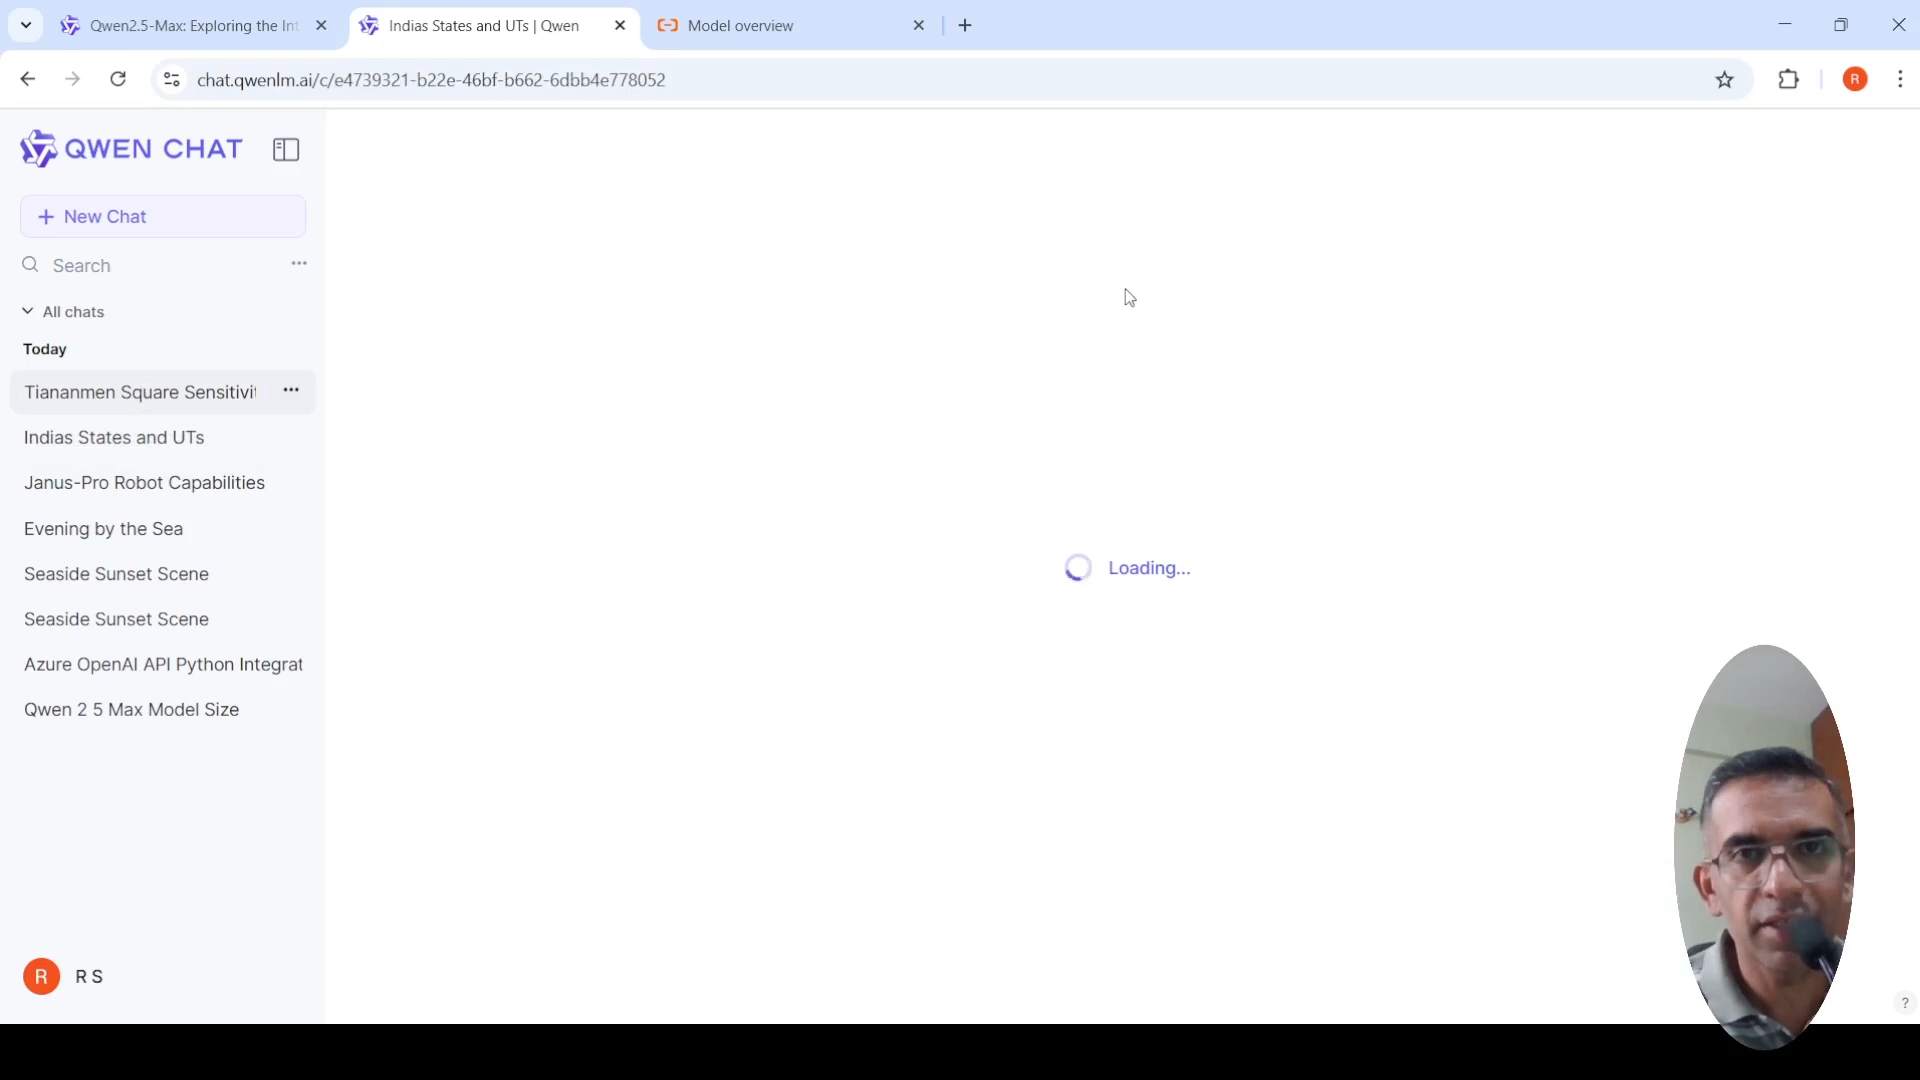 Qwen2.5-Max: Exploring the Int
Indias States and UTs | Qwen
Model overview
chat.qwenlm.ai/c/e4739321-b22e-46bf-b662-6dbb4e778052
R
QWEN CHAT
+ New Chat
Search
All chats
Today
Tiananmen Square Sensitivit
Indias States and UTs
Janus-Pro Robot Capabilities
Evening by the Sea
Seaside Sunset Scene
Seaside Sunset Scene
Azure OpenAI API Python Integrat
Qwen 2 5 Max Model Size
Loading...
R
R S
?